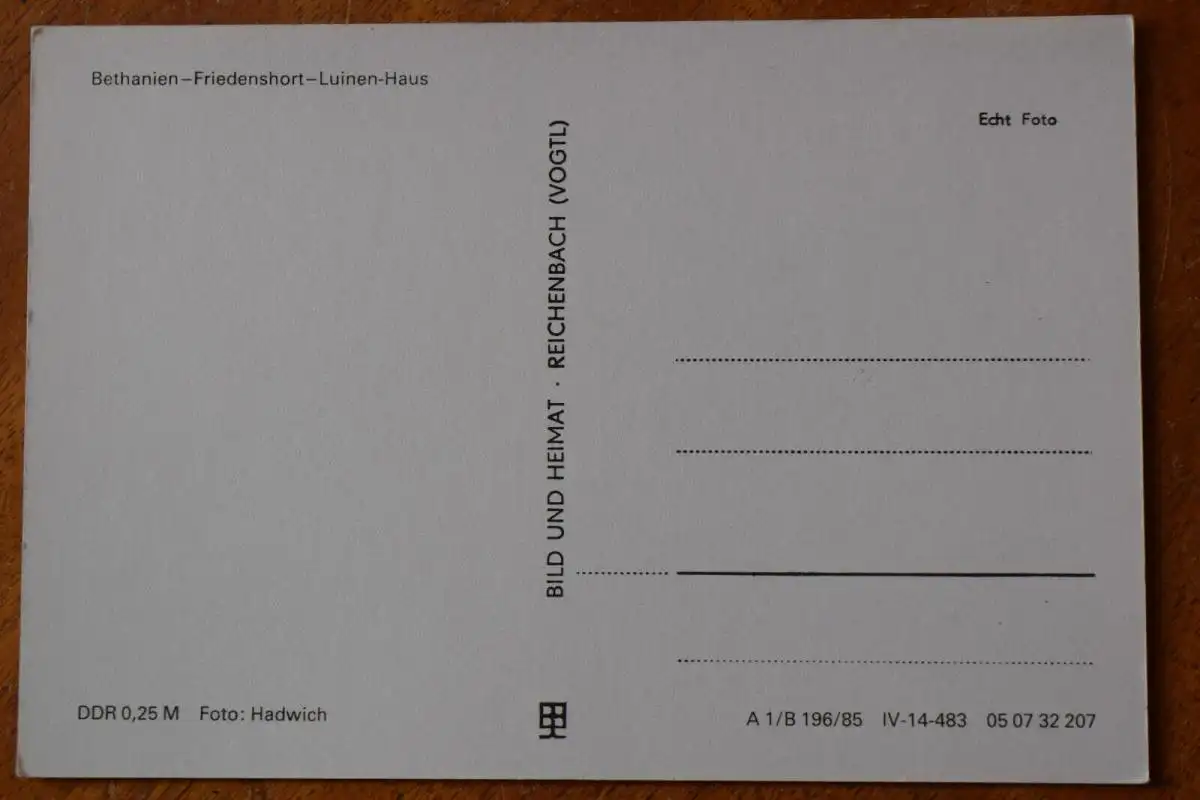 Bethanien–Friedenshort–Luinen-Haus
Echt Foto
BILD UND HEIMAT · REICHENBACH (VOGTL)
DDR 0,25 M Foto: Hadwich
A 1/B 196/85 IV-14-483 05 07 32 207